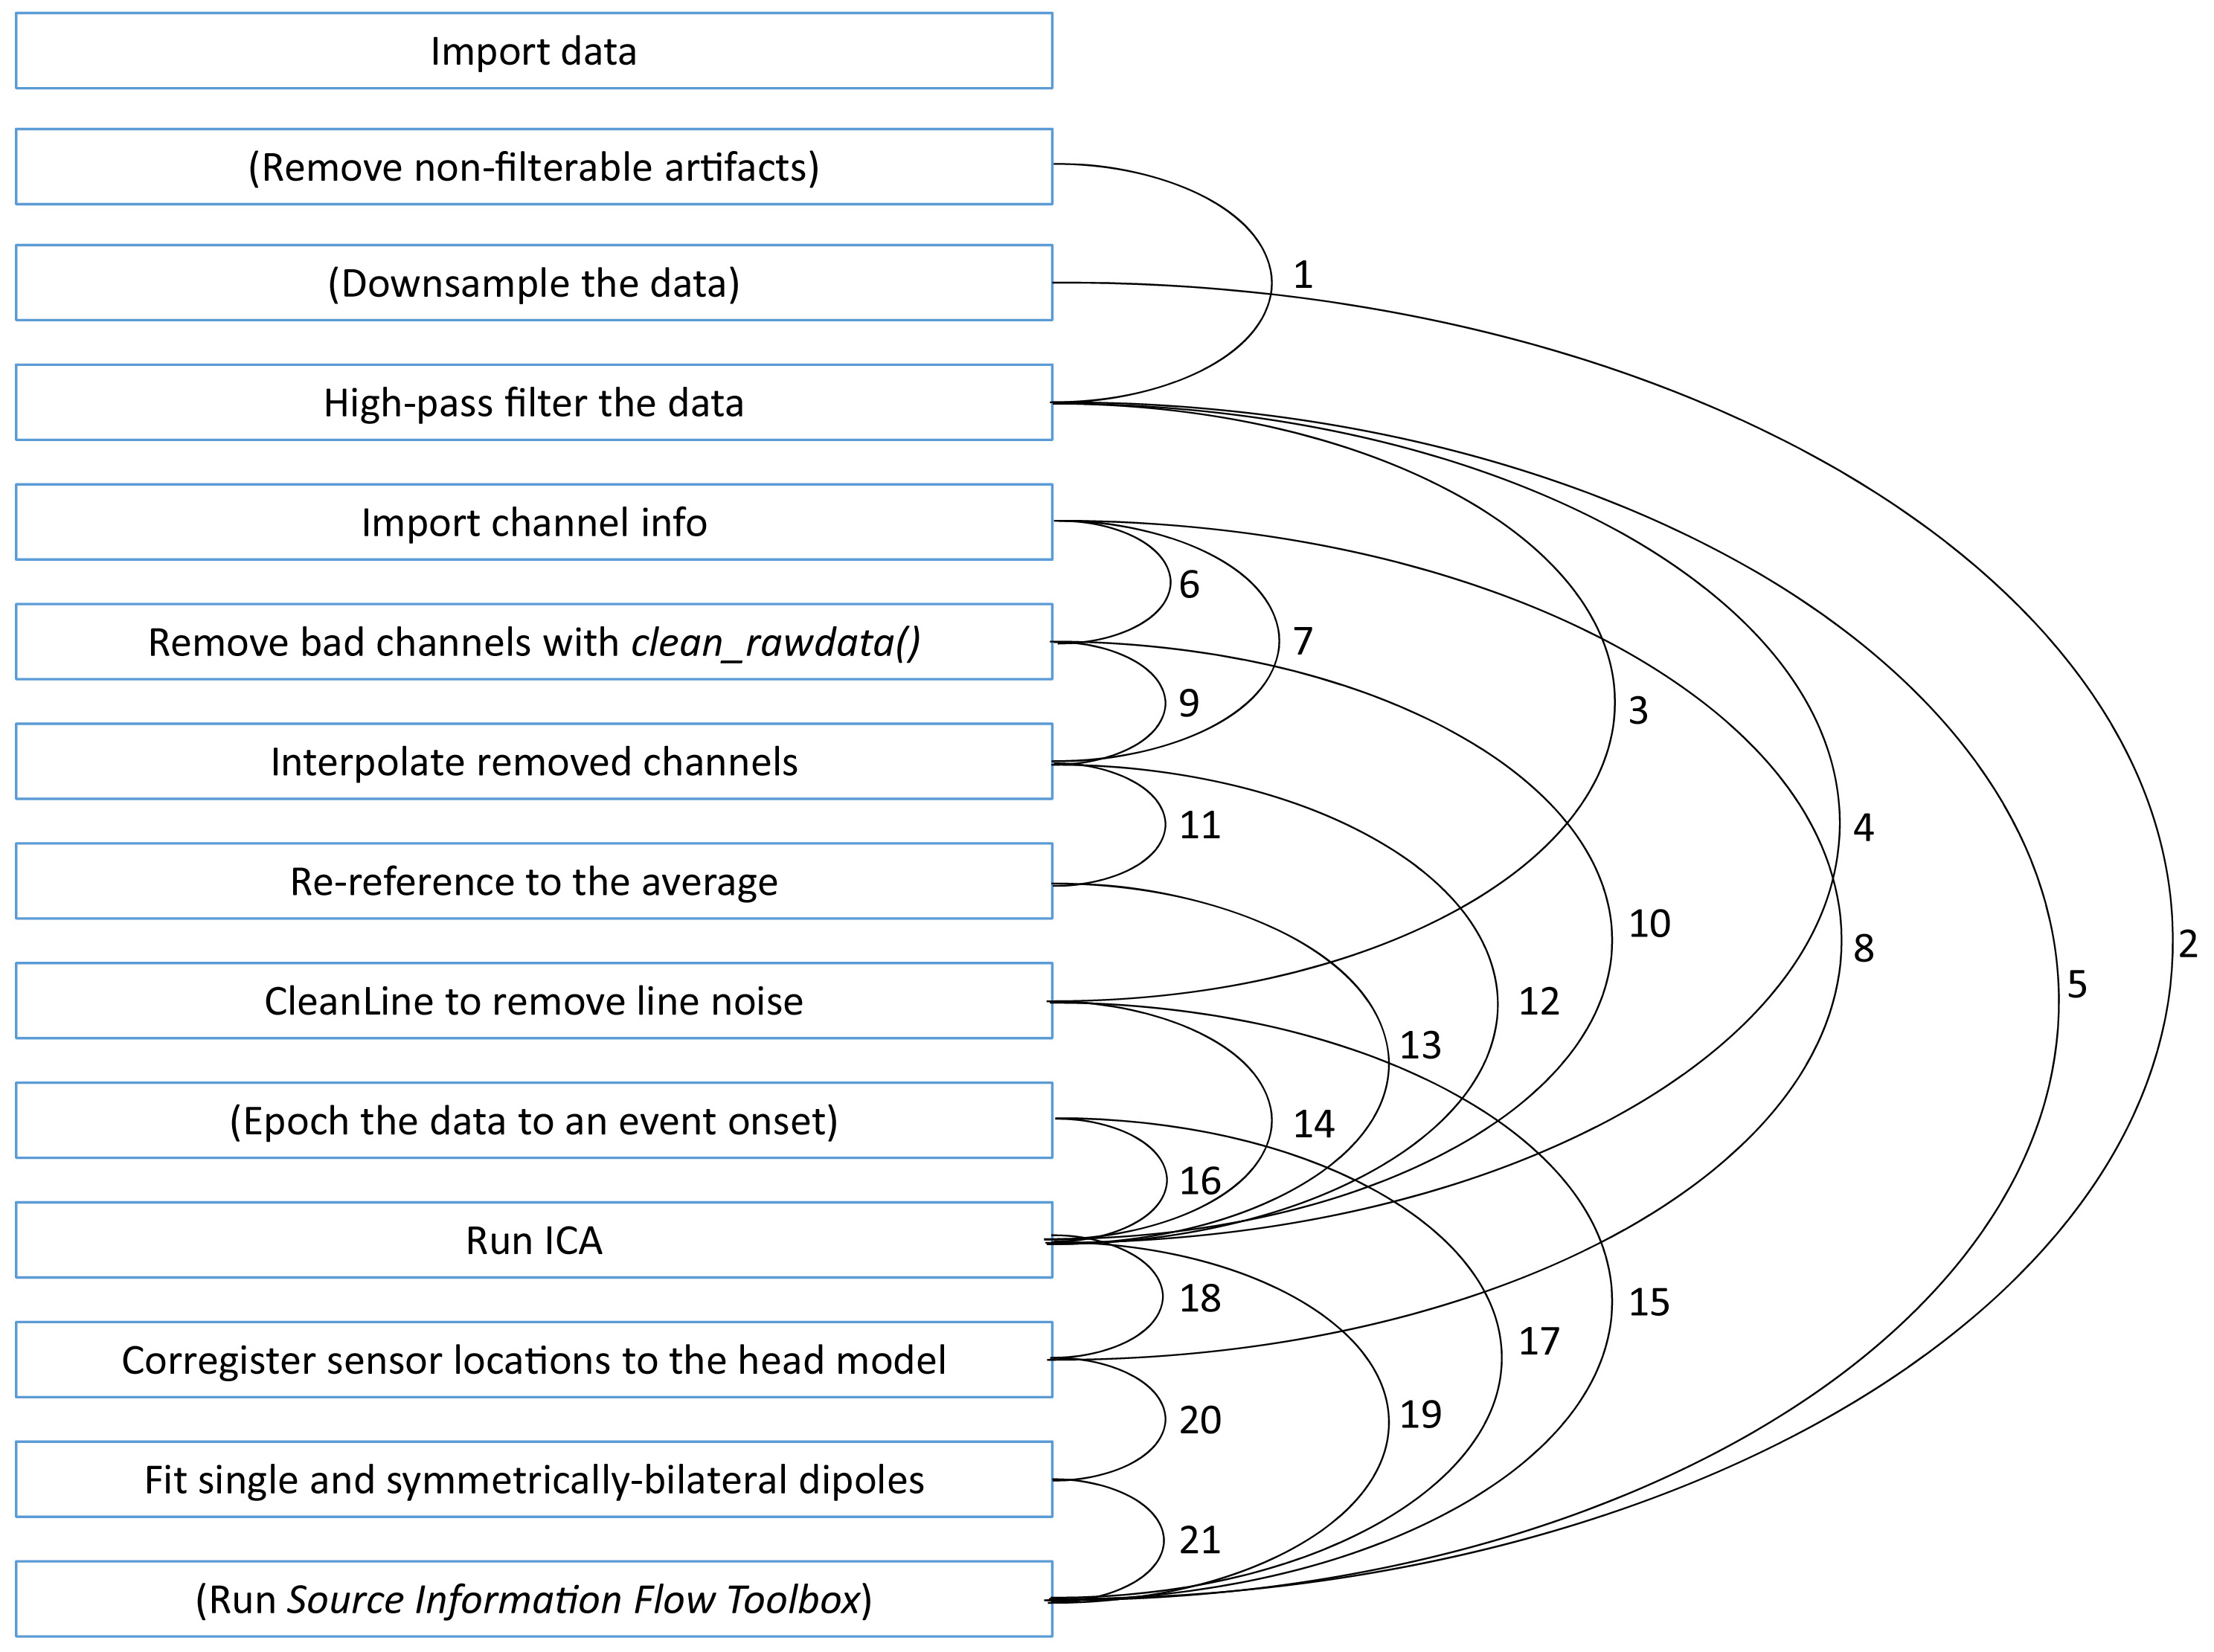 Import data
(Remove non-filterable artifacts)
(Downsample the data)
1
High-pass filter the data
Import channel info
6
Remove bad channels with clean_rawdata()
7
9
3
Interpolate removed channels
11
4
Re-reference to the average
10
8
2
5
CleanLine to remove line noise
12
13
(Epoch the data to an event onset)
14
16
Run ICA
18
15
17
Corregister sensor locations to the head model
19
20
Fit single and symmetrically-bilateral dipoles
21
(Run Source Information Flow Toolbox)